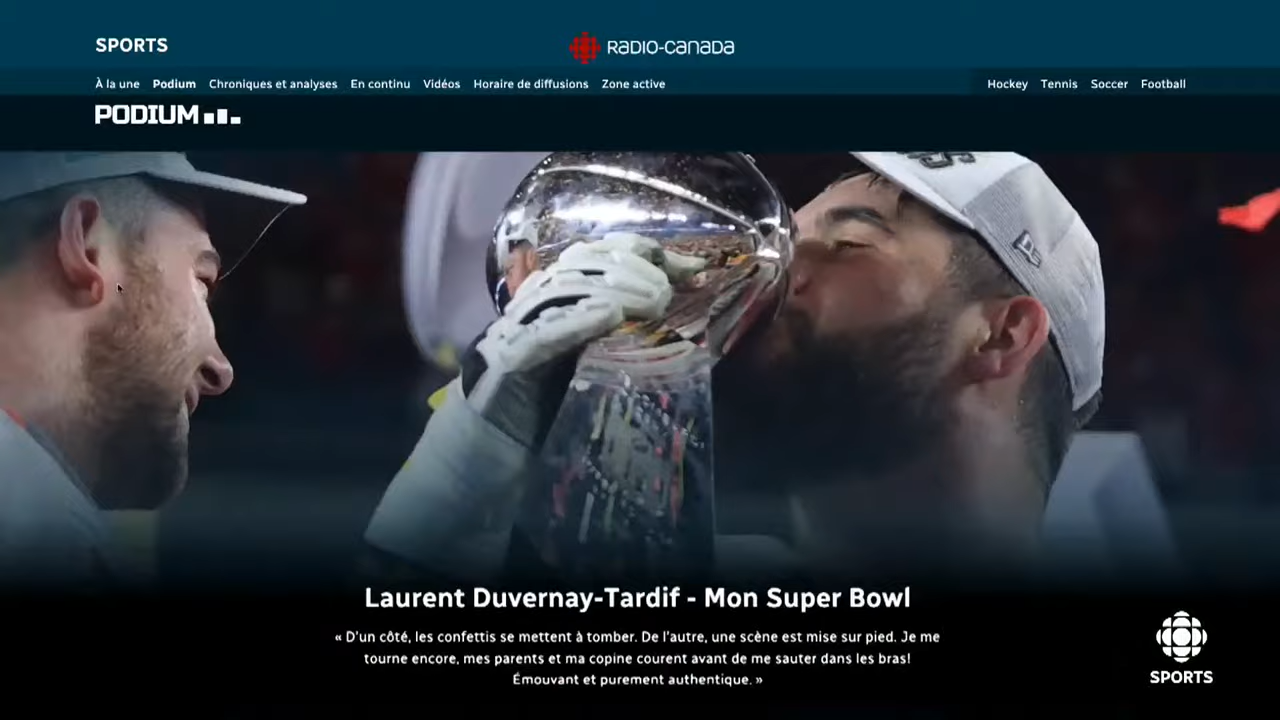 SPORTS
RADIO-CANADA
À la une Podium Chroniques et analyses En continu Vidéos Horaire de diffusions Zone active
Hockey Tennis Soccer Football
PODIUM
Laurent Duvernay-Tardif - Mon Super Bowl
« D'un côté, les confettis se mettent à tomber. De l'autre, une scène est mise sur pied. Je me
tourne encore, mes parents et ma copine courent avant de me sauter dans les bras!
Émouvant et purement authentique. »
SPORTS